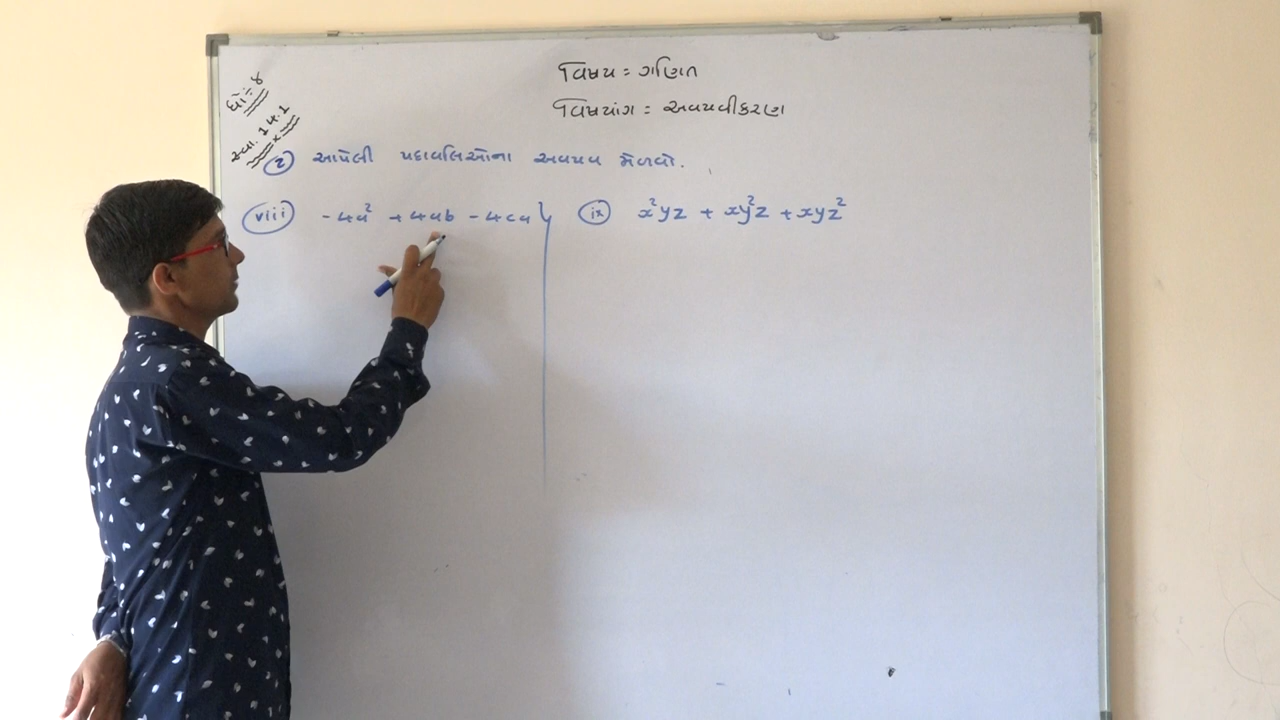 વિષય = ગણિત
વિષયાંગ = અવયવીકરણ
ધો ÷ ૮
સ્વા. 14.1
② આપેલી પદાવલિઓના અવયવ મેળવો.
(viii) - 4a² + 4ab - 4ca
(ix) x²yz + xy²z + xyz²